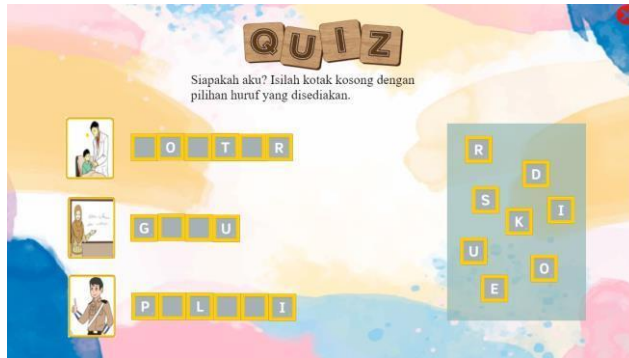 QUIZ
Siapakah aku? Isilah kotak kosong dengan
pilihan huruf yang disediakan.
O T R
G U
P L I
R
D
S
I
K
U
O
E